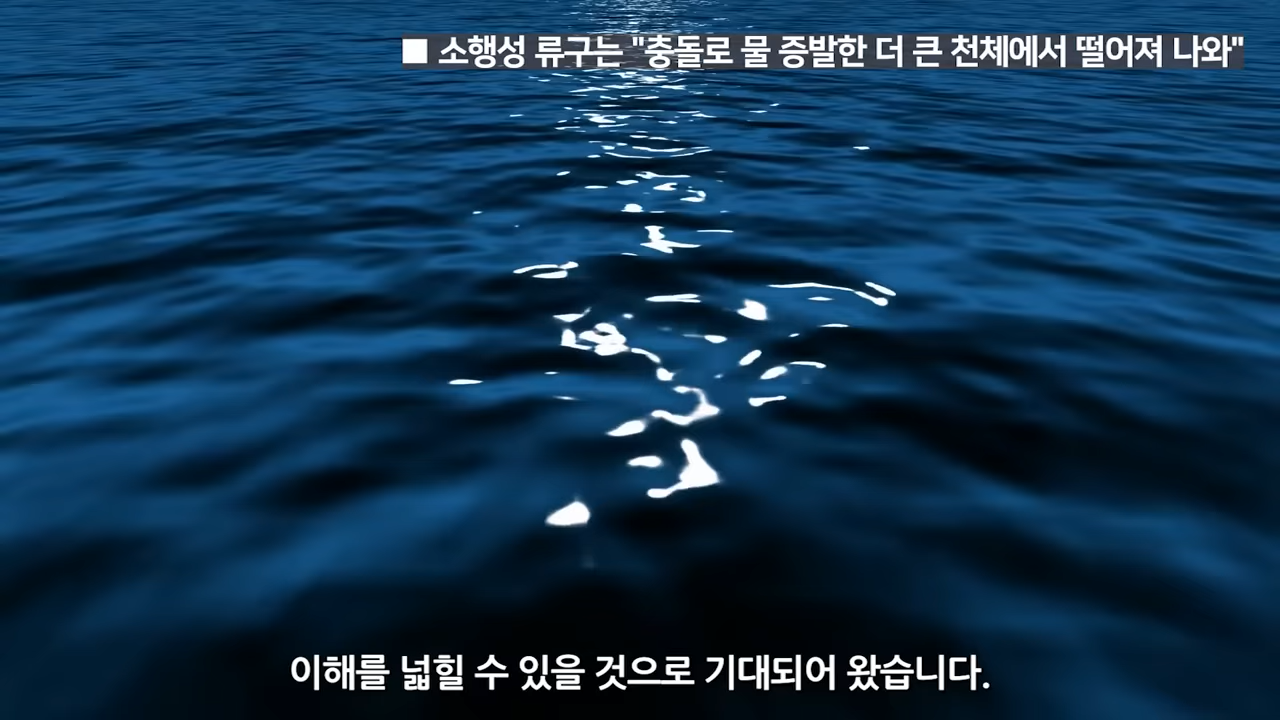 ■ 소행성 류구는 "충돌로 물 증발한 더 큰 천체에서 떨어져 나와"
이해를 넓힐 수 있을 것으로 기대되어 왔습니다.